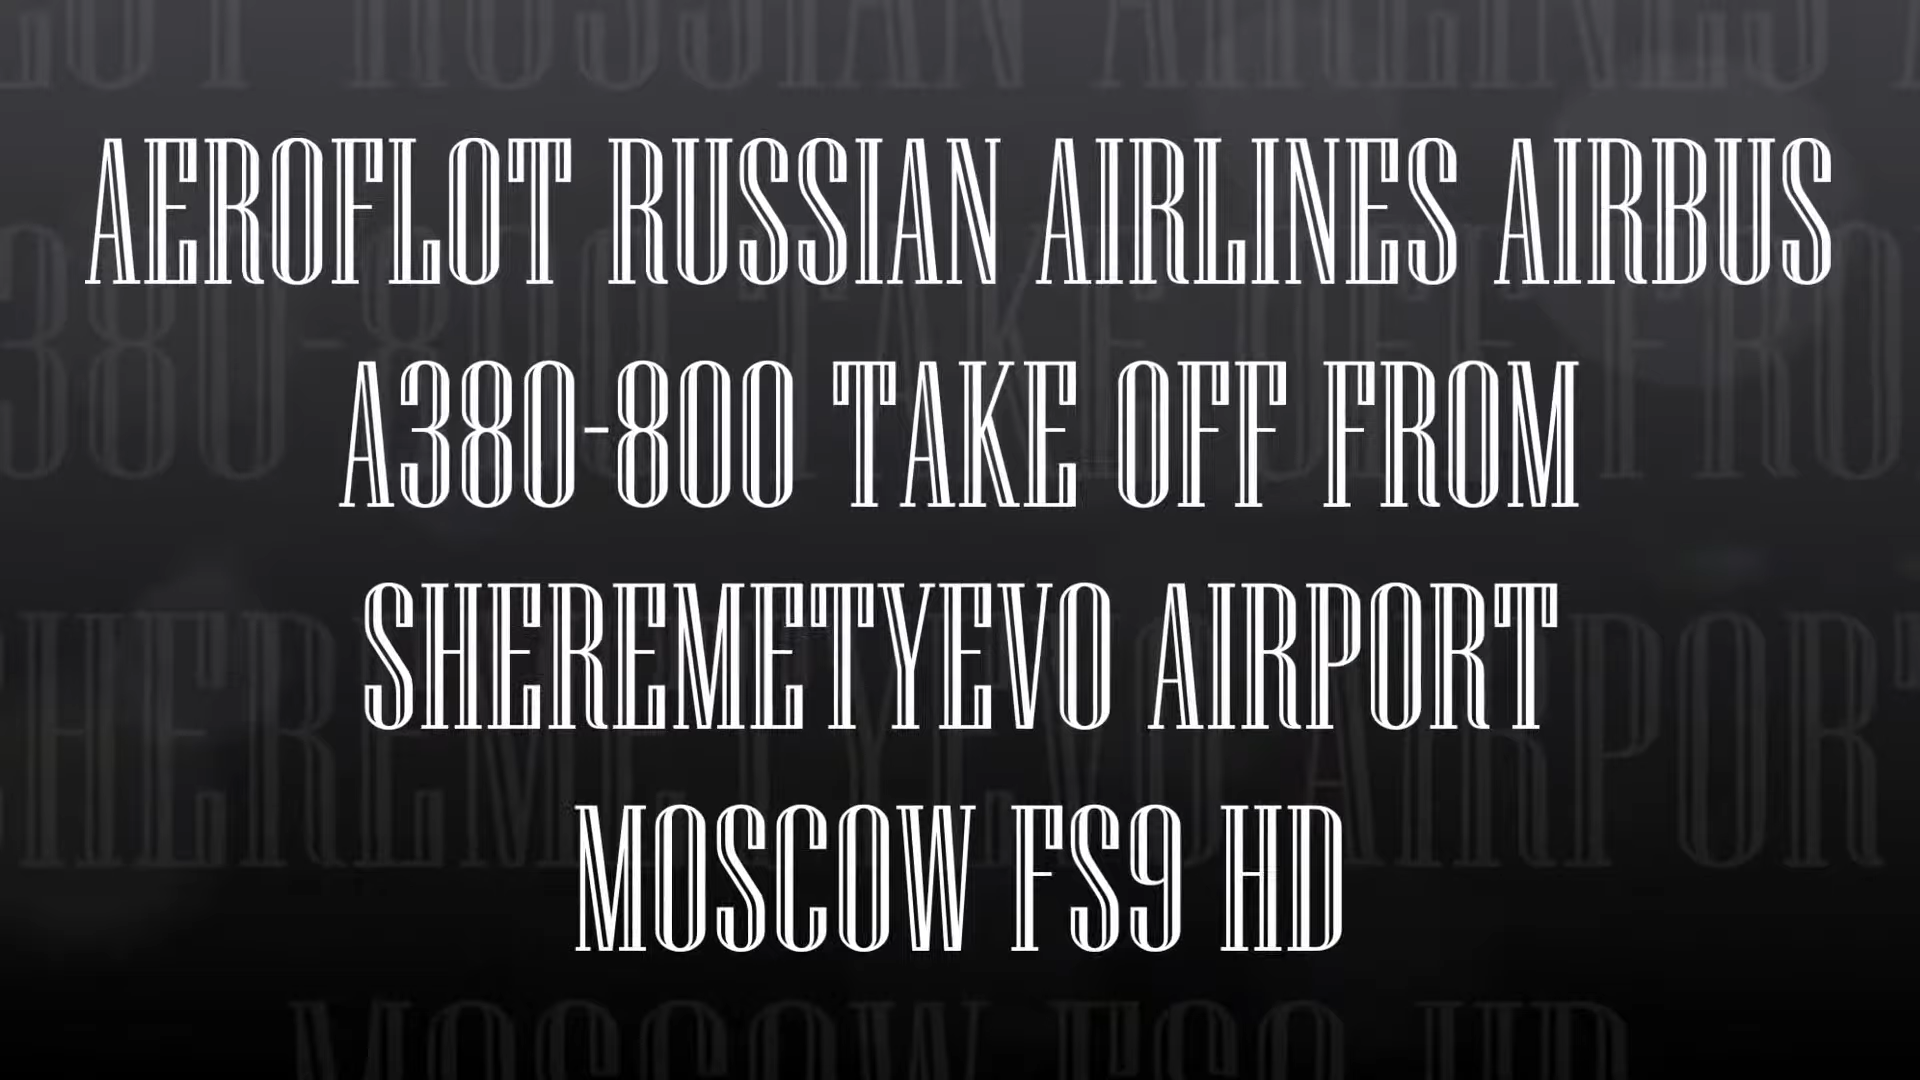 AEROFLOT RUSSIAN AIRLINES AIRBUS
A380-800 TAKE OFF FROM
SHEREMETYEVO AIRPORT
MOSCOW FS9 HD